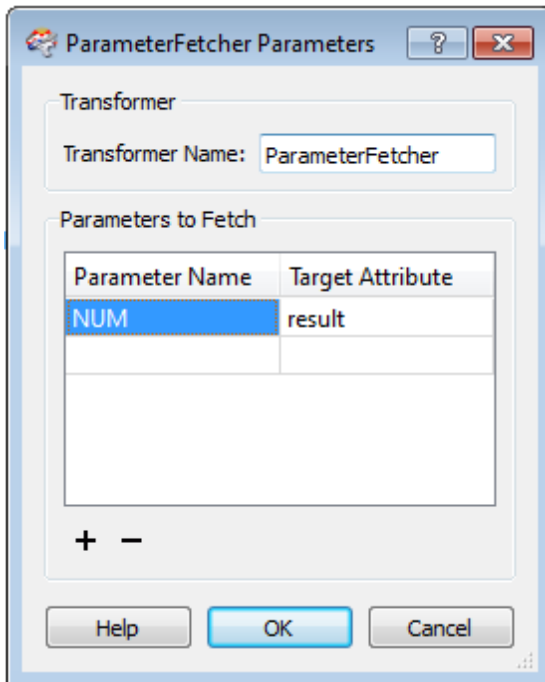 ParameterFetcher Parameters ?
Transformer
Transformer Name: ParameterFetcher
Parameters to Fetch
Parameter Name Target Attribute
NUM result
+ −
Help OK Cancel